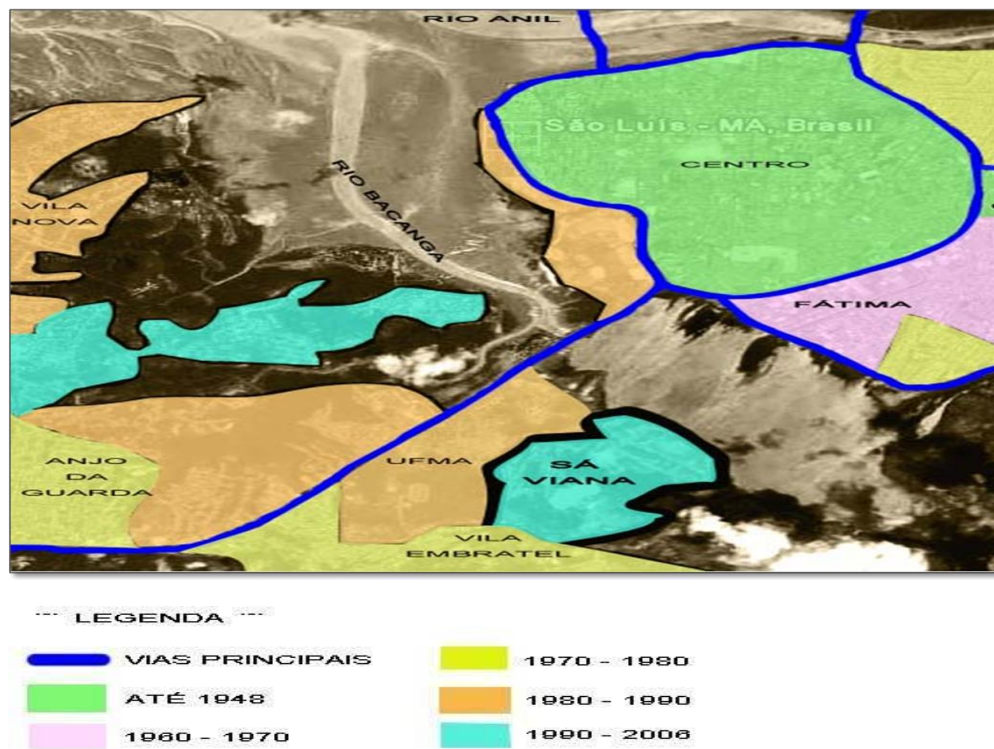 RIO ANIL
São Luís - MA, Brasil
CENTRO
RIO BACANGA
VILA
NOVA
FÁTIMA
ANJO
DA
GUARDA
UFMA
SÁ
VIANA
VILA
EMBRATEL
LEGENDA
VIAS PRINCIPAIS
ATÉ 1948
1960 - 1970
1970 - 1980
1980 - 1990
1990 - 2006